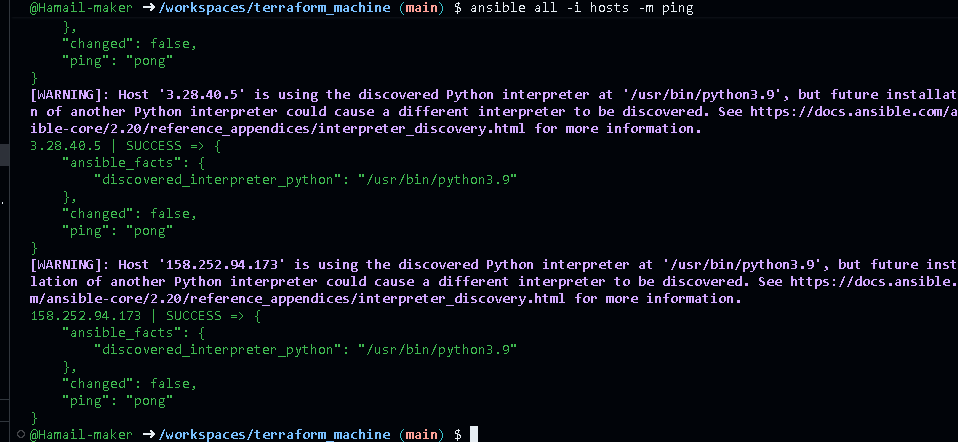 @Hamail-maker ➜/workspaces/terraform_machine (main) $ ansible all -i hosts -m ping
    },
    "changed": false,
    "ping": "pong"
}
[WARNING]: Host '3.28.40.5' is using the discovered Python interpreter at '/usr/bin/python3.9', but future installat
n of another Python interpreter could cause a different interpreter to be discovered. See https://docs.ansible.com/a
ible-core/2.20/reference_appendices/interpreter_discovery.html for more information.
3.28.40.5 | SUCCESS => {
    "ansible_facts": {
        "discovered_interpreter_python": "/usr/bin/python3.9"
    },
    "changed": false,
    "ping": "pong"
}
[WARNING]: Host '158.252.94.173' is using the discovered Python interpreter at '/usr/bin/python3.9', but future inst
lation of another Python interpreter could cause a different interpreter to be discovered. See https://docs.ansible.
m/ansible-core/2.20/reference_appendices/interpreter_discovery.html for more information.
158.252.94.173 | SUCCESS => {
    "ansible_facts": {
        "discovered_interpreter_python": "/usr/bin/python3.9"
    },
    "changed": false,
    "ping": "pong"
}
@Hamail-maker ➜/workspaces/terraform_machine (main) $